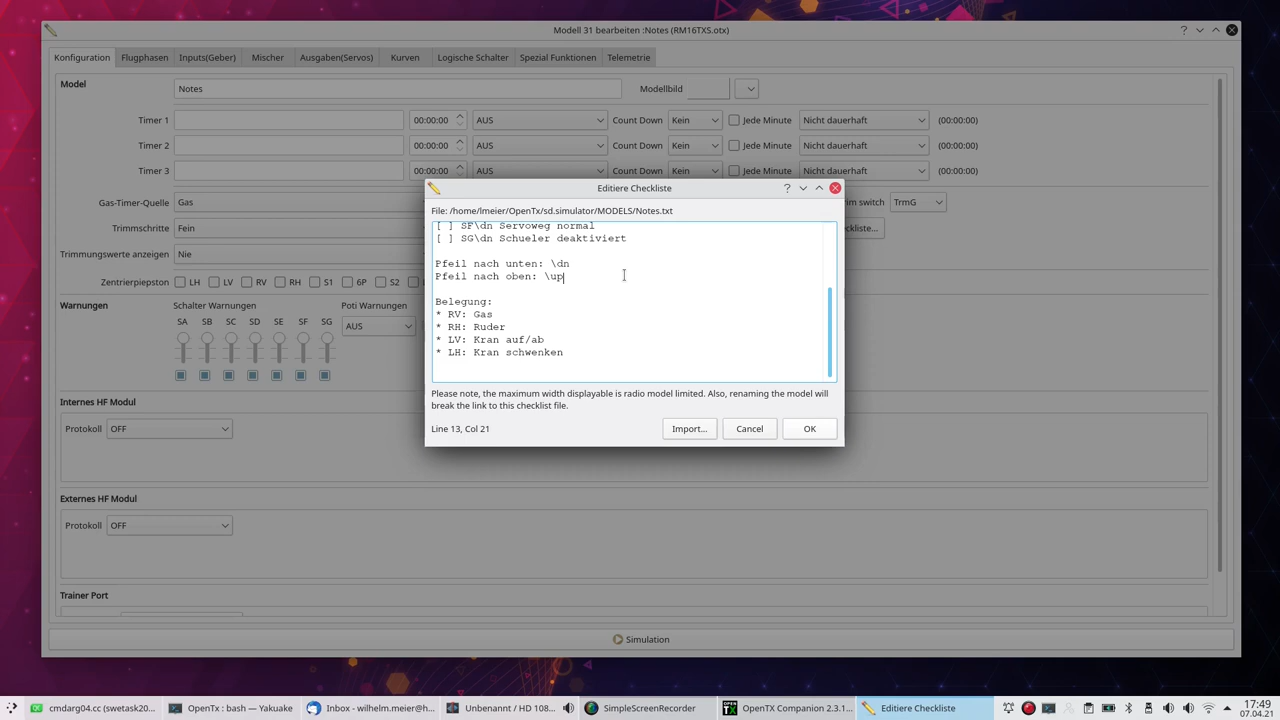 Modell 31 bearbeiten :Notes (RM16TXS.otx)
Konfiguration Flugphasen Inputs(Geber) Mischer Ausgaben(Servos) Kurven Logische Schalter Spezial Funktionen Telemetrie
Model Notes Modellbild
Timer 1 00:00:00 AUS Count Down Kein Jede Minute Nicht dauerhaft (00:00:00)
Timer 2 00:00:00 AUS Count Down Kein Jede Minute Nicht dauerhaft (00:00:00)
Timer 3 00:00:00 AUS Count Down Kein Jede Minute Nicht dauerhaft (00:00:00)
Gas-Timer-Quelle Gas switch TrmG
Trimmschritte Fein
Trimmungswerte anzeigen Nie
Zentrierpiepston LH LV RV RH S1 6P S2
Warnungen Schalter Warnungen Poti Warnungen
SA SB SC SD SE SF SG AUS
Internes HF Modul
Protokoll OFF
Externes HF Modul
Protokoll OFF
Trainer Port
Simulation
Editiere Checkliste
File: /home/lmeier/OpenTx/sd.simulator/MODELS/Notes.txt
[ ] SF\dn Servoweg normal
[ ] SG\dn Schueler deaktiviert
Pfeil nach unten: \dn
Pfeil nach oben: \up
Belegung:
* RV: Gas
* RH: Ruder
* LV: Kran auf/ab
* LH: Kran schwenken
Please note, the maximum width displayable is radio model limited. Also, renaming the model will
break the link to this checklist file.
Line 13, Col 21 Import... Cancel OK
cmdarg04.cc (swetask20... OpenTx : bash — Yakuake Inbox - wilhelm.meier@h... Unbenannt / HD 108... SimpleScreenRecorder OpenTX Companion 2.3.1... Editiere Checkliste
17:49
07.04.21